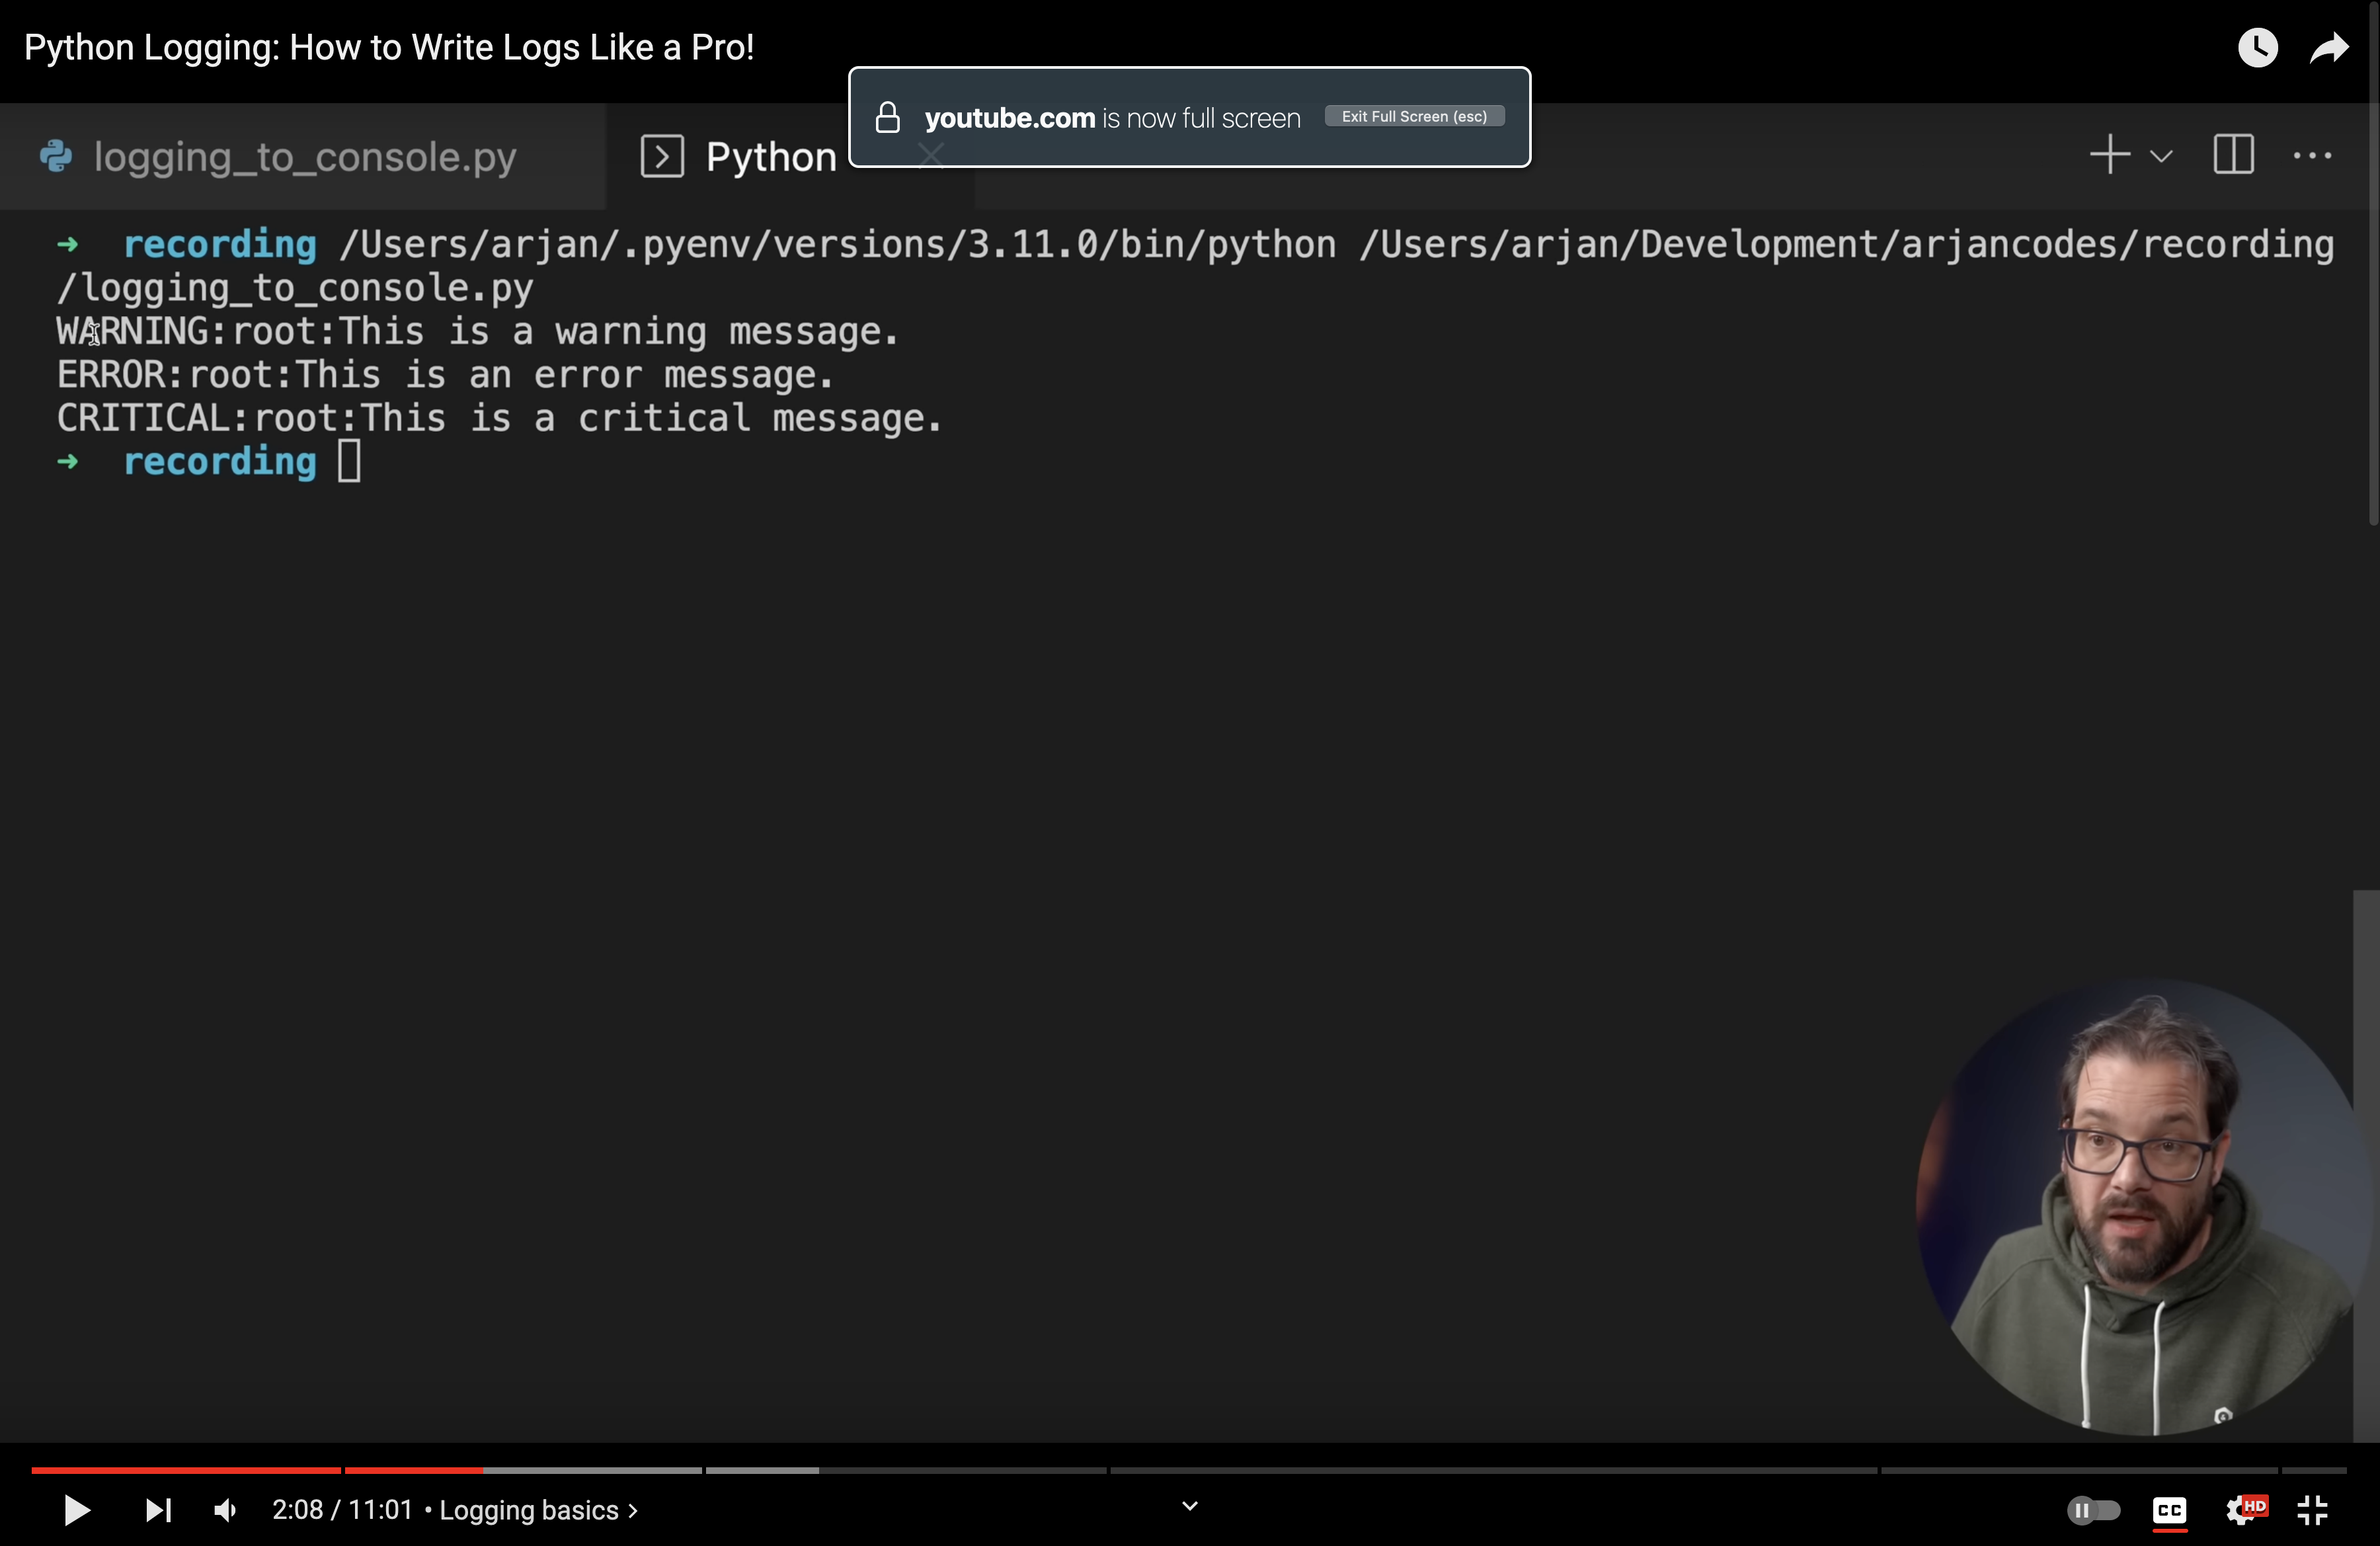 Python Logging: How to Write Logs Like a Pro!
youtube.com is now full screen Exit Full Screen (esc)
logging_to_console.py Python
➜ recording /Users/arjan/.pyenv/versions/3.11.0/bin/python /Users/arjan/Development/arjancodes/recording
/logging_to_console.py
WARNING:root:This is a warning message.
ERROR:root:This is an error message.
CRITICAL:root:This is a critical message.
➜ recording
2:08 / 11:01 • Logging basics >
CC
HD